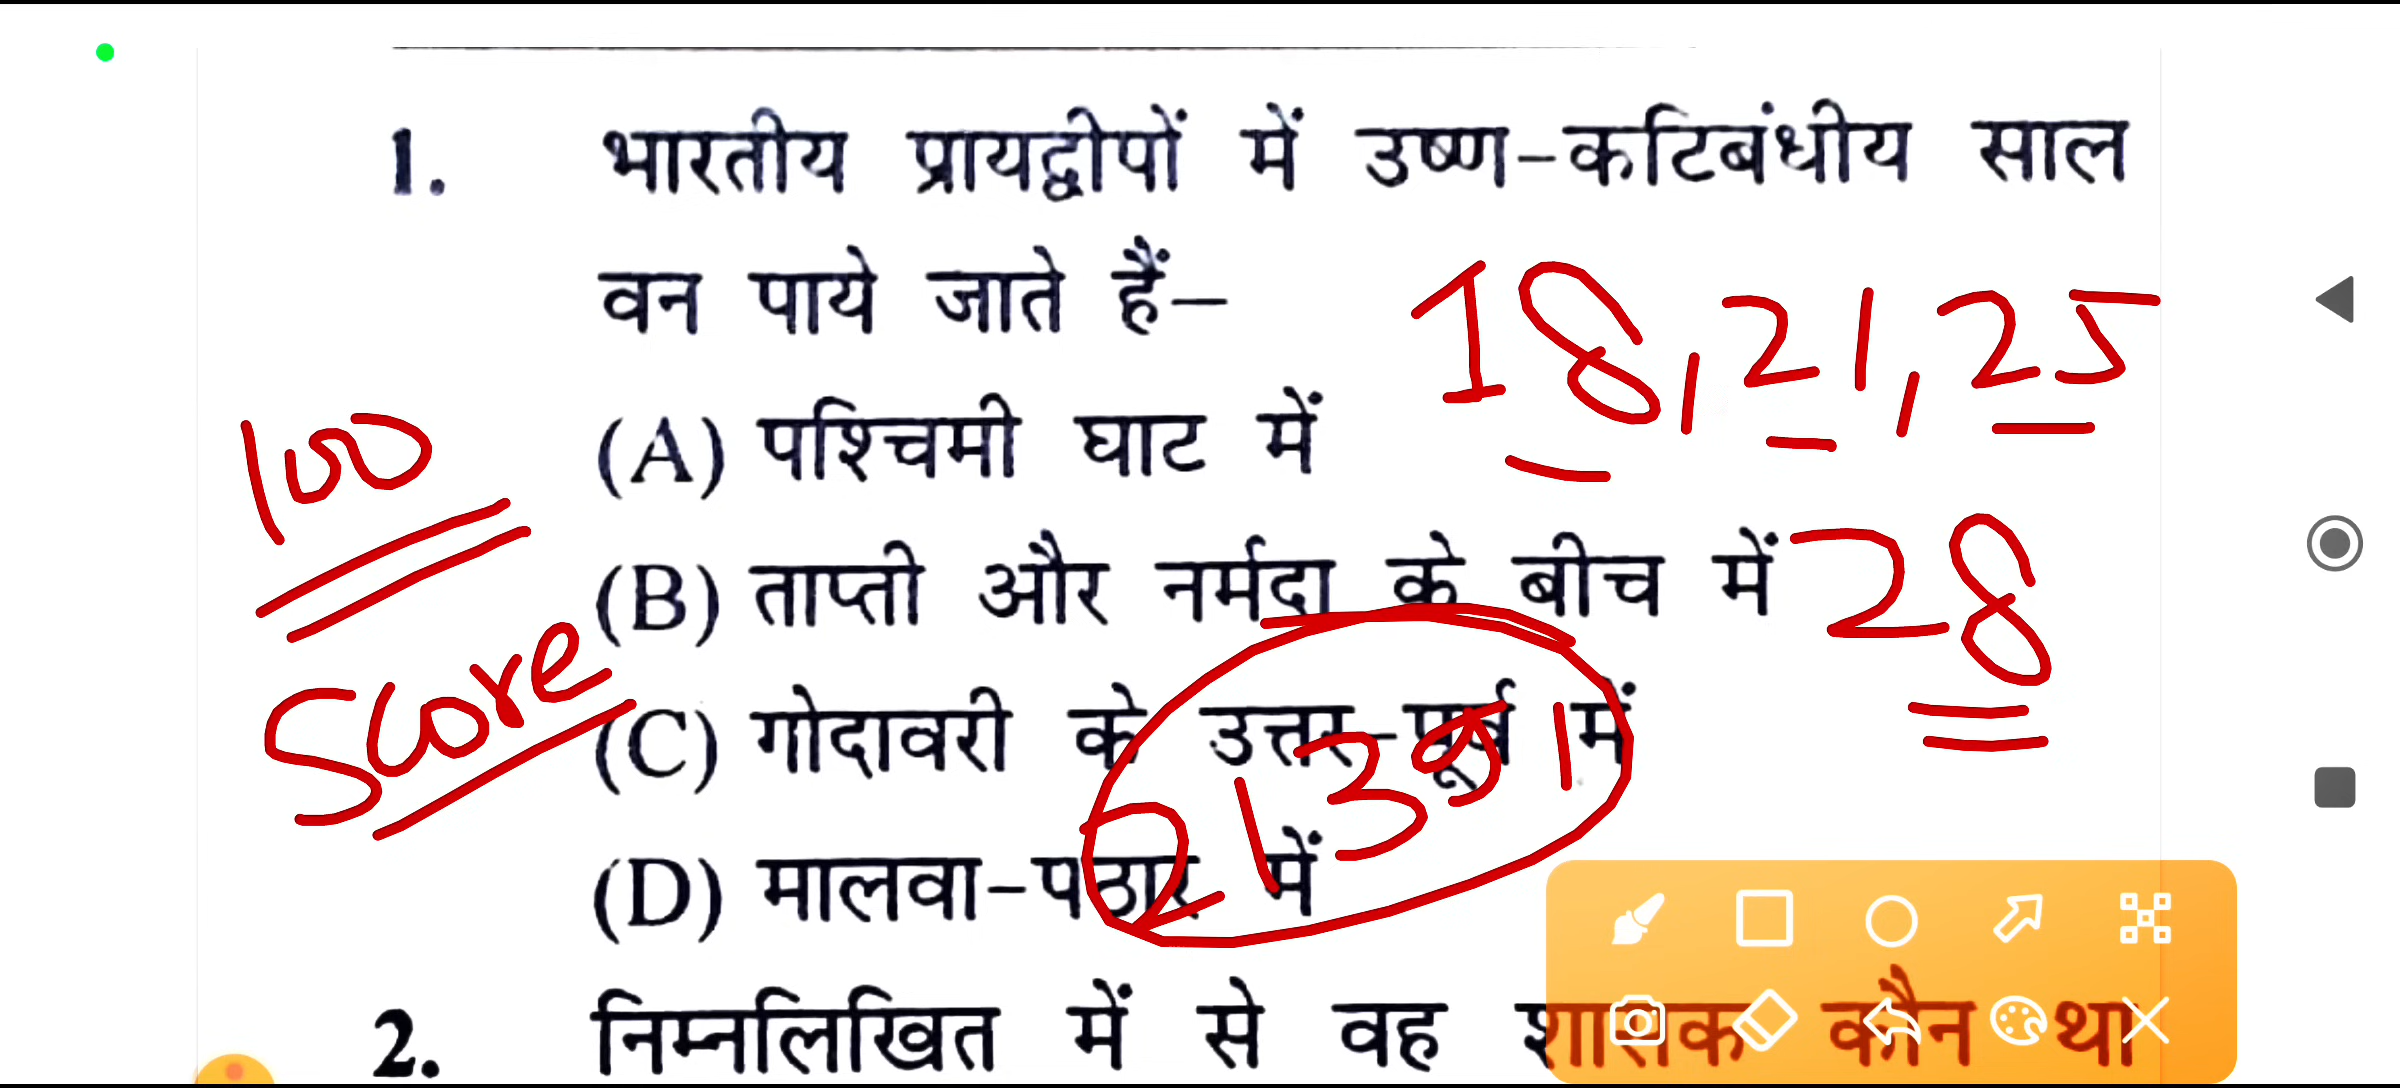 1. भारतीय प्रायद्वीपों में उष्ण-कटिबंधीय साल
वन पाये जाते हैं–
18, 21, 25
100
(A) पश्चिमी घाट में
(B) ताप्ती और नर्मदा के बीच में
28
Score
(C) गोदावरी के उत्तर-पूर्व में
(D) मालवा-पठार में
2. निम्नलिखित में से वह शासक कौन था